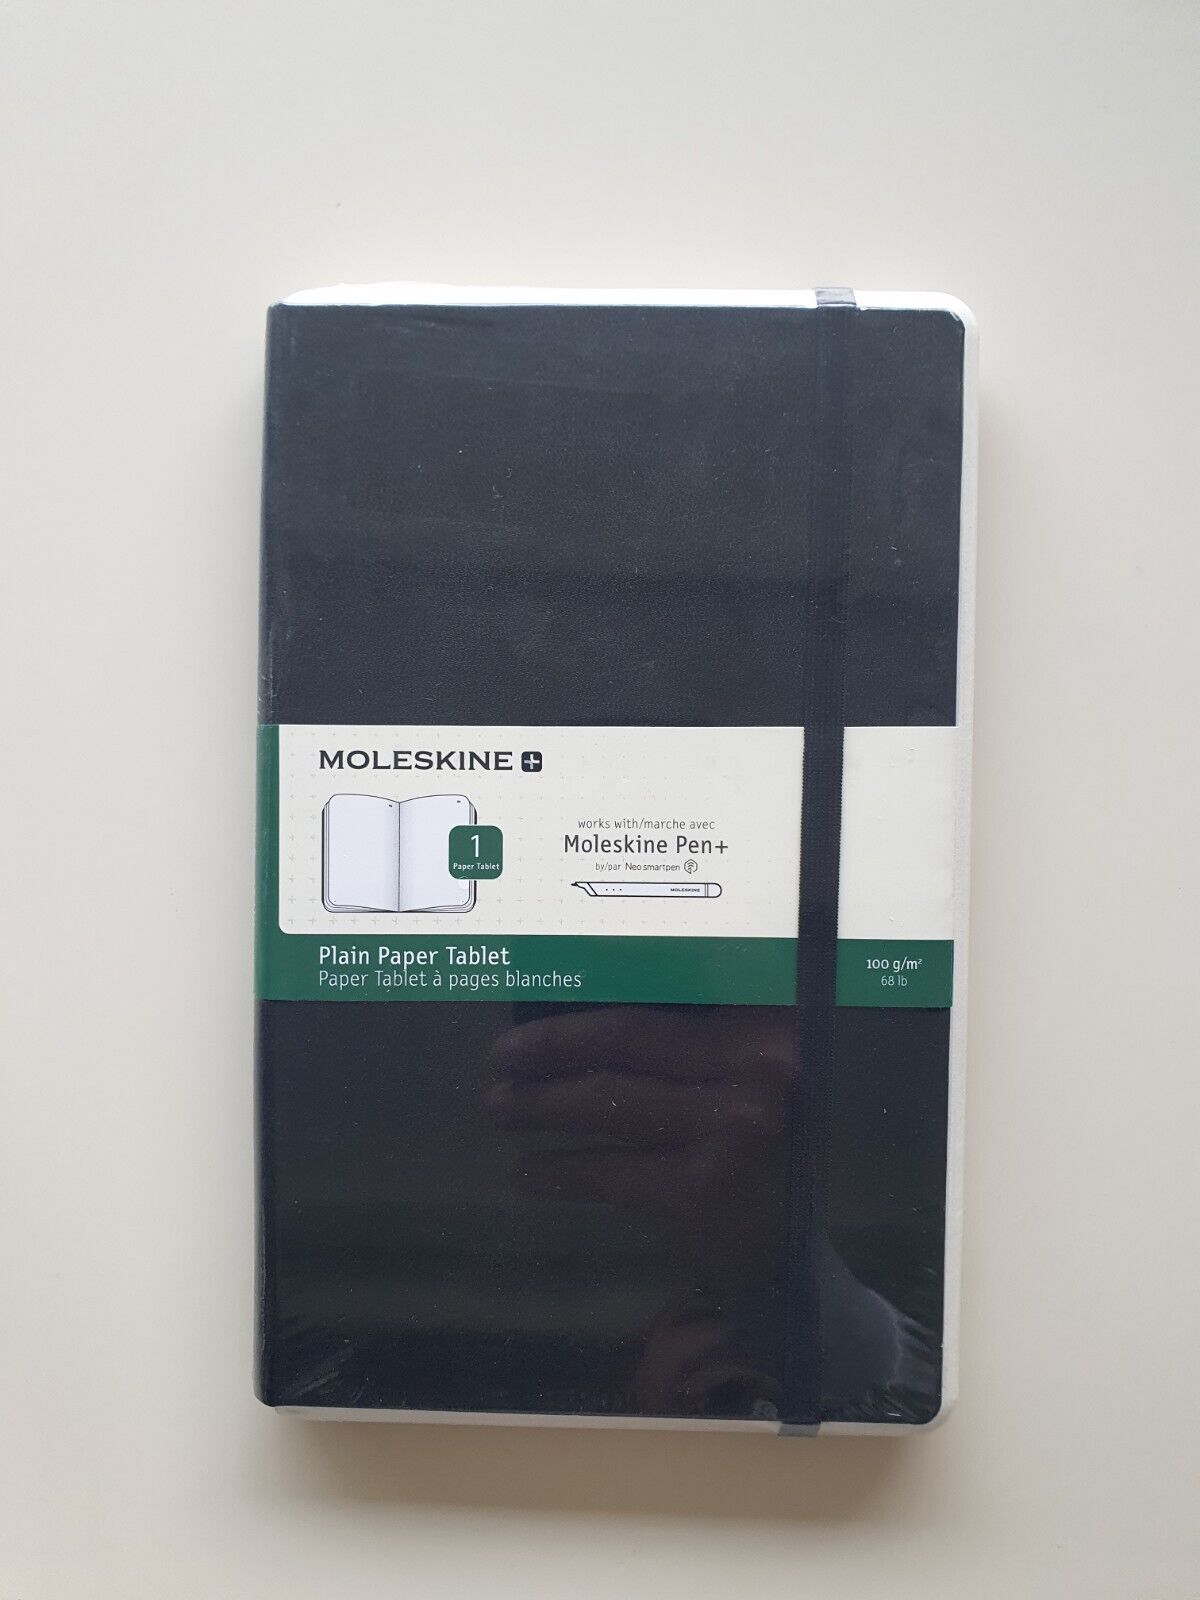 MOLESKINE +
1
Paper Tablet
works with/marche avec
Moleskine Pen+
by/par Neo smartpen
MOLESKINE
Plain Paper Tablet
Paper Tablet à pages blanches
100 g/m²
68 lb